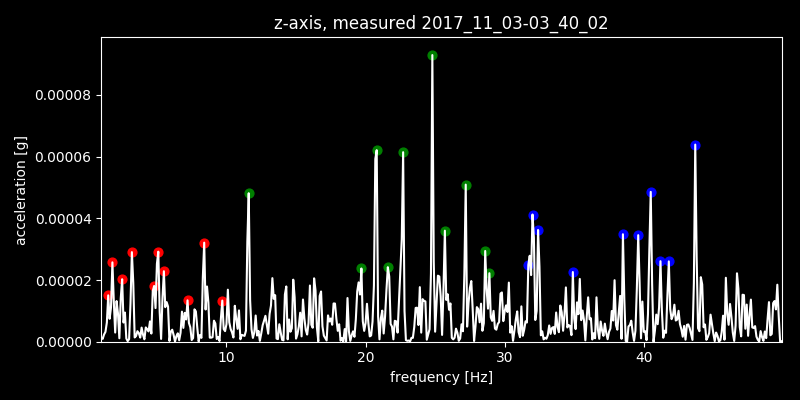 z-axis, measured 2017_11_03-03_40_02
0.00008
0.00006
0.00004
0.00002
0.00000
acceleration [g]
10 20 30 40
frequency [Hz]